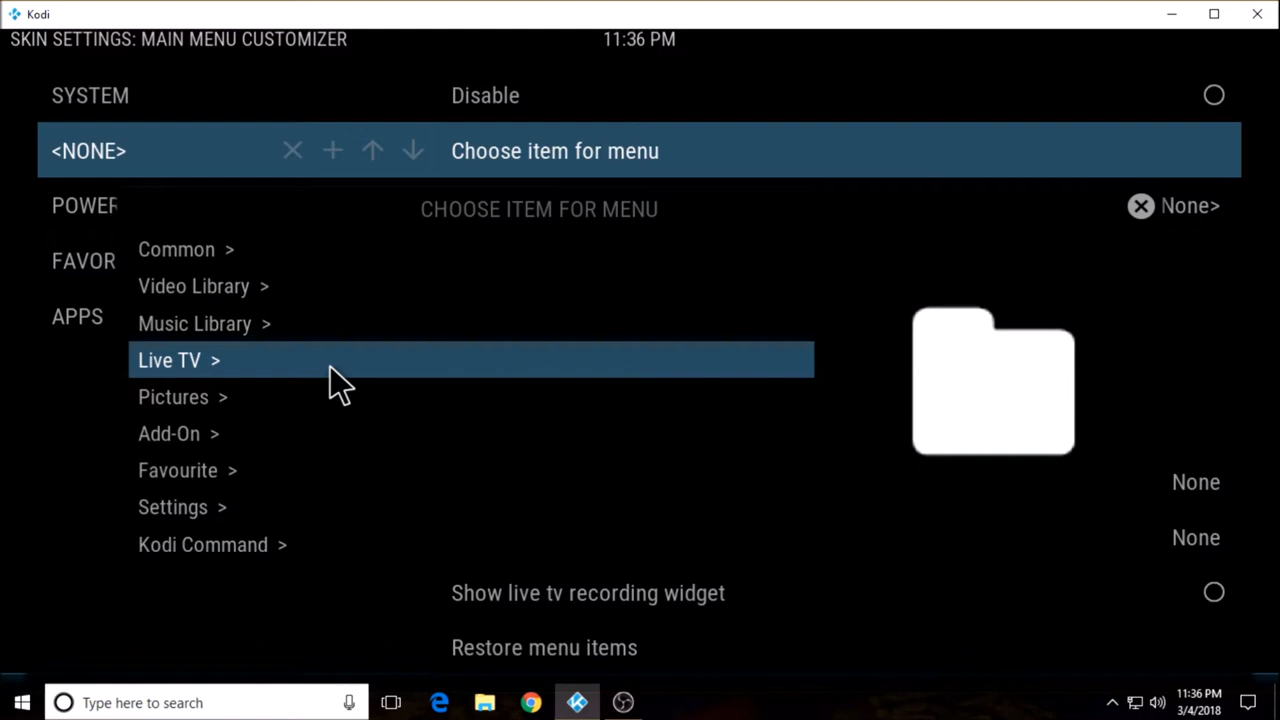 Kodi
SKIN SETTINGS: MAIN MENU CUSTOMIZER
11:36 PM
SYSTEM
Disable
<NONE>
Choose item for menu
POWER
CHOOSE ITEM FOR MENU
None>
Common >
FAVOR
Video Library >
APPS
Music Library >
Live TV >
Pictures >
Add-On >
Favourite >
None
Settings >
Kodi Command >
None
Show live tv recording widget
Restore menu items
Type here to search
11:36 PM
3/4/2018